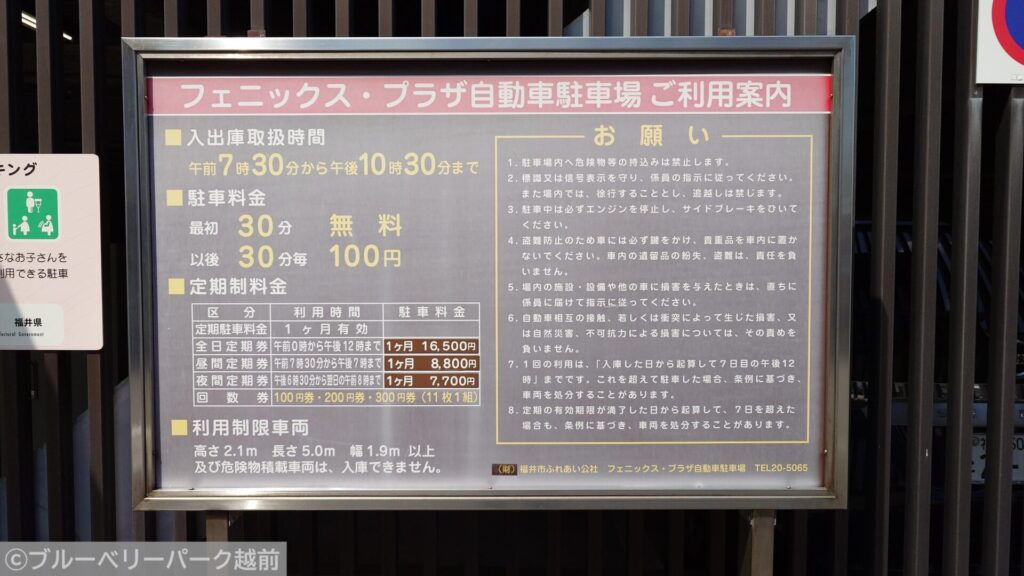 フェニックス・プラザ自動車駐車場 ご利用案内
■入出庫取扱時間
午前7時30分から午後10時30分まで
■駐車料金
最初 30分 無料
以後 30分毎 100円
■定期制料金
区分 利用時間 駐車料金
定期駐車料金 1ヶ月有効
全日定期券 午前0時から午後12時まで 1ヶ月 16,500円
昼間定期券 午前7時30分から午後7時まで 1ヶ月 8,800円
夜間定期券 午後6時30分から翌日の午前8時まで 1ヶ月 7,700円
回数券 100円券・200円券・300円券(11枚1組)
■利用制限車両
高さ2.1m 長さ5.0m 幅1.9m 以上
及び危険物積載車両は、入庫できません。
お願い
1. 駐車場内へ危険物等の持込みは禁止します。
2. 標識又は信号表示を守り、係員の指示に従ってください。
また場内では、徐行することとし、追越しは禁じます。
3. 駐車中は必ずエンジンを停止し、サイドブレーキをひいて
ください。
4. 盗難防止のため車には必ず鍵をかけ、貴重品を車内に置か
ないでください。車内の遺留品の紛失、盗難は、責任を負
いません。
5. 場内の施設・設備や他の車に損害を与えたときは、直ちに
係員に届けて指示に従ってください。
6. 自動車相互の接触、若しくは衝突によって生じた損害、又
は自然災害、不可抗力による損害については、その責めを
負いません。
7. 1回の利用は、「入庫した日から起算して7日目の午後12
時」までです。これを超えて駐車した場合、条例に基づき、
車両を処分することがあります。
8. 定期の有効期限が満了した日から起算して、7日を超えた
場合も、条例に基づき、車両を処分することがあります。
(財)福井市ふれあい公社 フェニックス・プラザ自動車駐車場 TEL20-5065
キング
さなお子さんを
利用できる駐車
福井県
ectoral Government
©ブルーベリーパーク越前